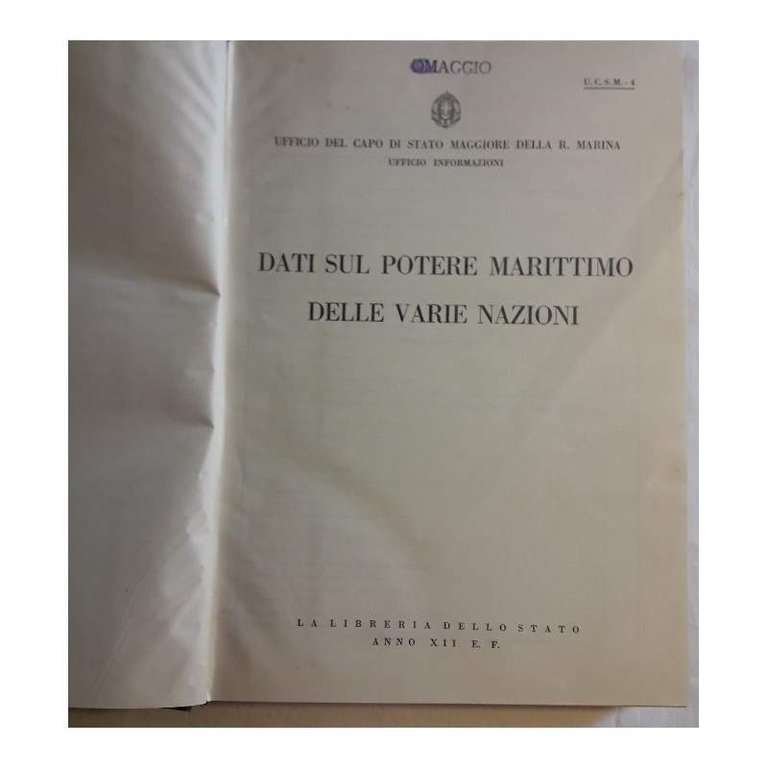 OMAGGIO
U. C. S. M. - 4
UFFICIO DEL CAPO DI STATO MAGGIORE DELLA R. MARINA
UFFICIO INFORMAZIONI
DATI SUL POTERE MARITTIMO
DELLE VARIE NAZIONI
LA LIBRERIA DELLO STATO
ANNO XII E. F.